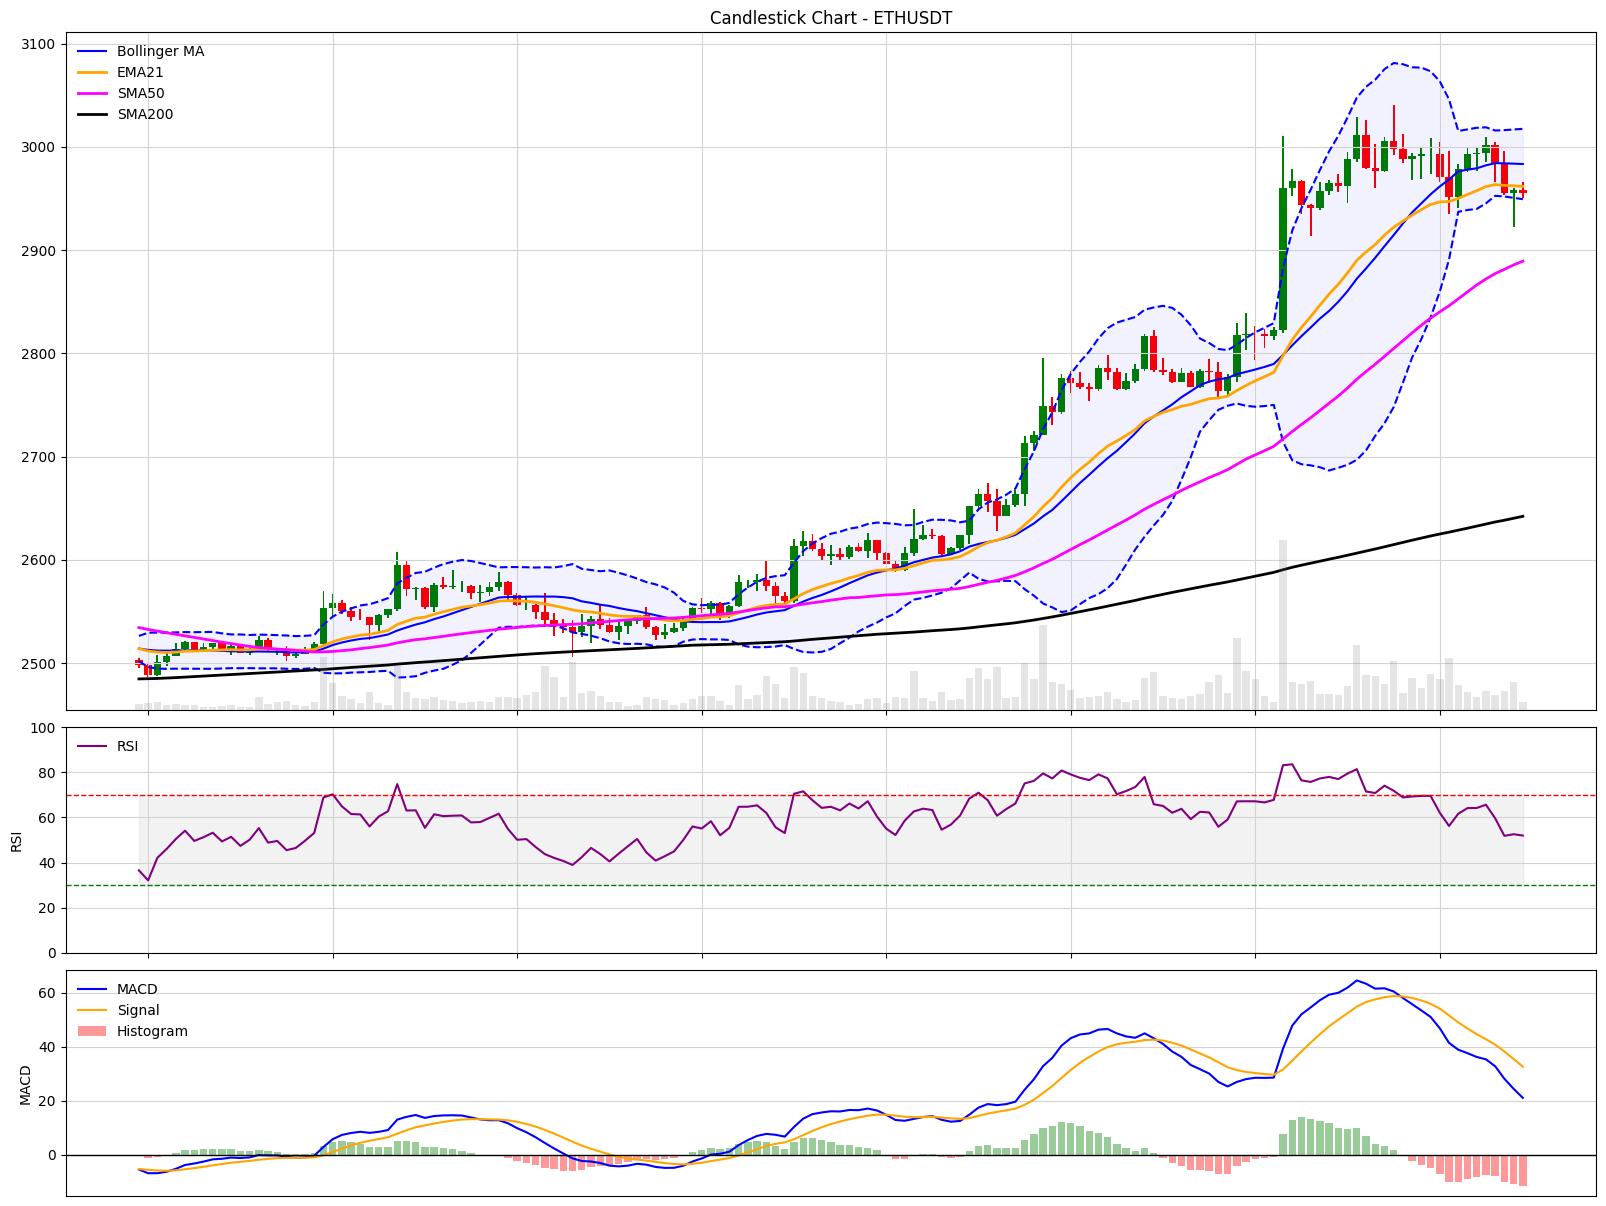 Candlestick Chart - ETHUSDT
Bollinger MA
EMA21
SMA50
SMA200
3100
3000
2900
2800
2700
2600
2500
RSI
100
80
60
40
20
0
RSI
MACD
Signal
Histogram
60
40
20
0
MACD